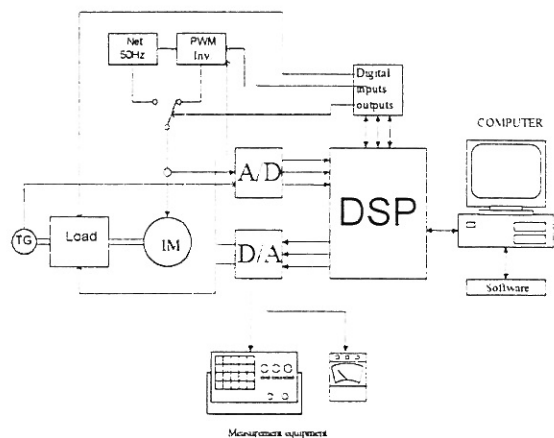 Net
50Hz
PWM
Inv
Digital
inputs
outputs
COMPUTER
A/D
DSP
TG
Load
IM
D/A
Software
Measurement equipment